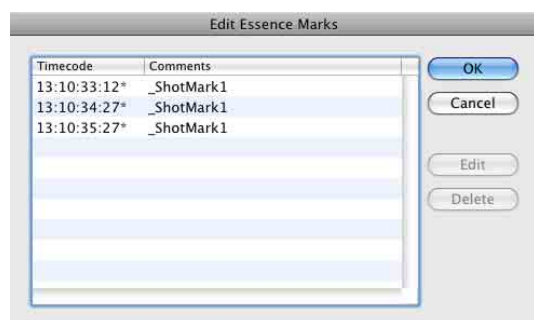 Edit Essence Marks
Timecode Comments
OK
13:10:33:12* _ShotMark1
13:10:34:27* _ShotMark1
Cancel
13:10:35:27* _ShotMark1
Edit
Delete